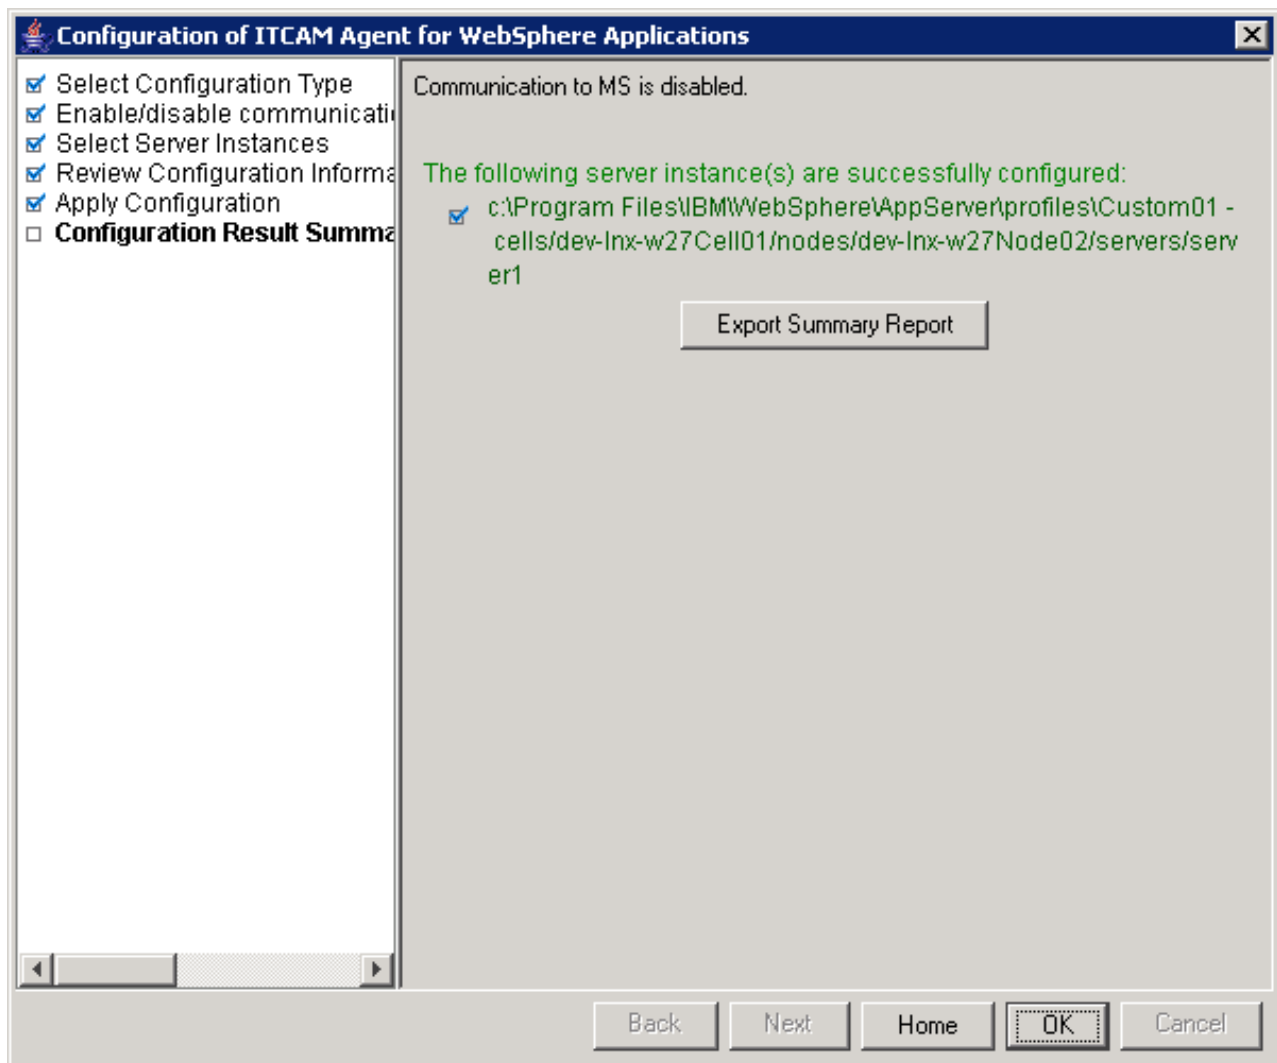 Configuration of ITCAM Agent for WebSphere Applications
Select Configuration Type
Enable/disable communicati
Select Server Instances
Review Configuration Informa
Apply Configuration
Configuration Result Summa
Communication to MS is disabled.
The following server instance(s) are successfully configured:
c:\Program Files\IBM\WebSphere\AppServer\profiles\Custom01 -
cells/dev-lnx-w27Cell01/nodes/dev-lnx-w27Node02/servers/serv
er1
Export Summary Report
Back
Next
Home
OK
Cancel